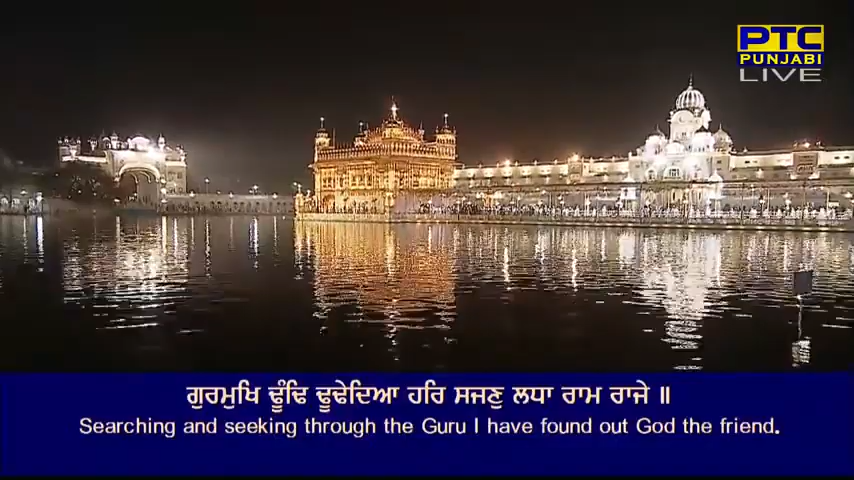 PTC
PUNJABI
LIVE
ਗੁਰਮੁਖਿ ਢੂੰਢਿ ਢੂਢੇਦਿਆ ਹਰਿ ਸਜਣੁ ਲਧਾ ਰਾਮ ਰਾਜੇ ॥
Searching and seeking through the Guru I have found out God the friend.